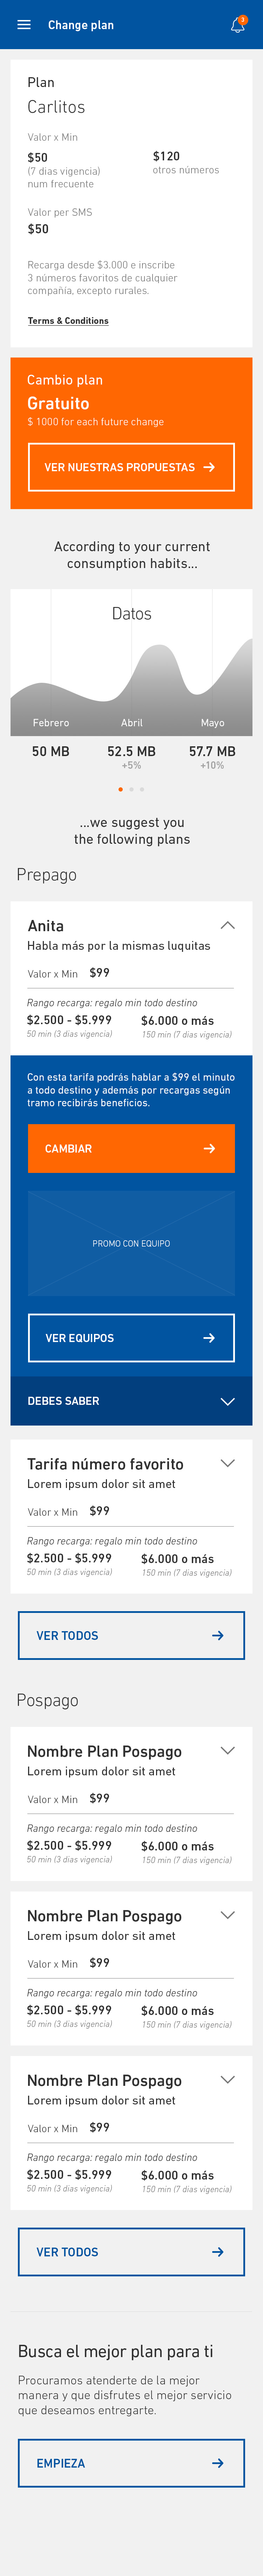 Change plan
3
Plan
Carlitos
Valor x Min
$50
(7 dias vigencia)
num frecuente
$120
otros números
Valor per SMS
$50
Recarga desde $3.000 e inscribe
3 números favoritos de cualquier
compañía, excepto rurales.
Terms & Conditions
Cambio plan
Gratuito
$ 1000 for each future change
VER NUESTRAS PROPUESTAS
According to your current
consumption habits...
Datos
Febrero Abril Mayo
50 MB 52.5 MB 57.7 MB
+5% +10%
...we suggest you
the following plans
Prepago
Anita
Habla más por la mismas luquitas
Valor x Min $99
Rango recarga: regalo min todo destino
$2.500 - $5.999 $6.000 o más
50 min (3 dias vigencia) 150 min (7 dias vigencia)
Con esta tarifa podrás hablar a $99 el minuto
a todo destino y además por recargas según
tramo recibirás beneficios.
CAMBIAR
PROMO CON EQUIPO
VER EQUIPOS
DEBES SABER
Tarifa número favorito
Lorem ipsum dolor sit amet
Valor x Min $99
Rango recarga: regalo min todo destino
$2.500 - $5.999 $6.000 o más
50 min (3 dias vigencia) 150 min (7 dias vigencia)
VER TODOS
Pospago
Nombre Plan Pospago
Lorem ipsum dolor sit amet
Valor x Min $99
Rango recarga: regalo min todo destino
$2.500 - $5.999 $6.000 o más
50 min (3 dias vigencia) 150 min (7 dias vigencia)
Nombre Plan Pospago
Lorem ipsum dolor sit amet
Valor x Min $99
Rango recarga: regalo min todo destino
$2.500 - $5.999 $6.000 o más
50 min (3 dias vigencia) 150 min (7 dias vigencia)
Nombre Plan Pospago
Lorem ipsum dolor sit amet
Valor x Min $99
Rango recarga: regalo min todo destino
$2.500 - $5.999 $6.000 o más
50 min (3 dias vigencia) 150 min (7 dias vigencia)
VER TODOS
Busca el mejor plan para ti
Procuramos atenderte de la mejor
manera y que disfrutes el mejor servicio
que deseamos entregarte.
EMPIEZA